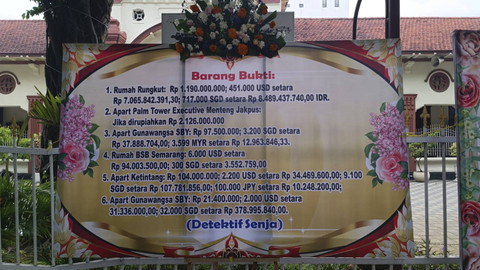 Barang Bukti:
1. Rumah Rungkut: Rp 1.190.000.000; 451.000 USD setara
Rp 7.065.842.391,30; 717.000 SGD setara Rp 8.489.437.740,00 IDR.
2. Apart Palm Tower Executive Menteng Jakpus:
Jika dirupiahkan Rp 2.126.000.000
3. Apart Gunawangsa SBY: Rp 97.500.000; 3.200 SGD setara
Rp 37.888.704,00; 3.599 MYR setara Rp 12.963.846,33.
4. Rumah BSB Semarang: 6.000 USD setara
Rp 94.003.500,00; 300 SGD setara 3.552.759,00
5. Apart Ketintang: Rp 104.000.000; 2.200 USD setara Rp 34.469.600,00; 9.100
SGD setara Rp 107.781.856,00; 100.000 JPY setara Rp 10.248.200,00;
6. Apart Gunawangsa SBY: Rp 21.400.000; 2.000 USD setara
31.336.000,00; 32.000 SGD setara Rp 378.995.840,00.
(Detektif Senja)